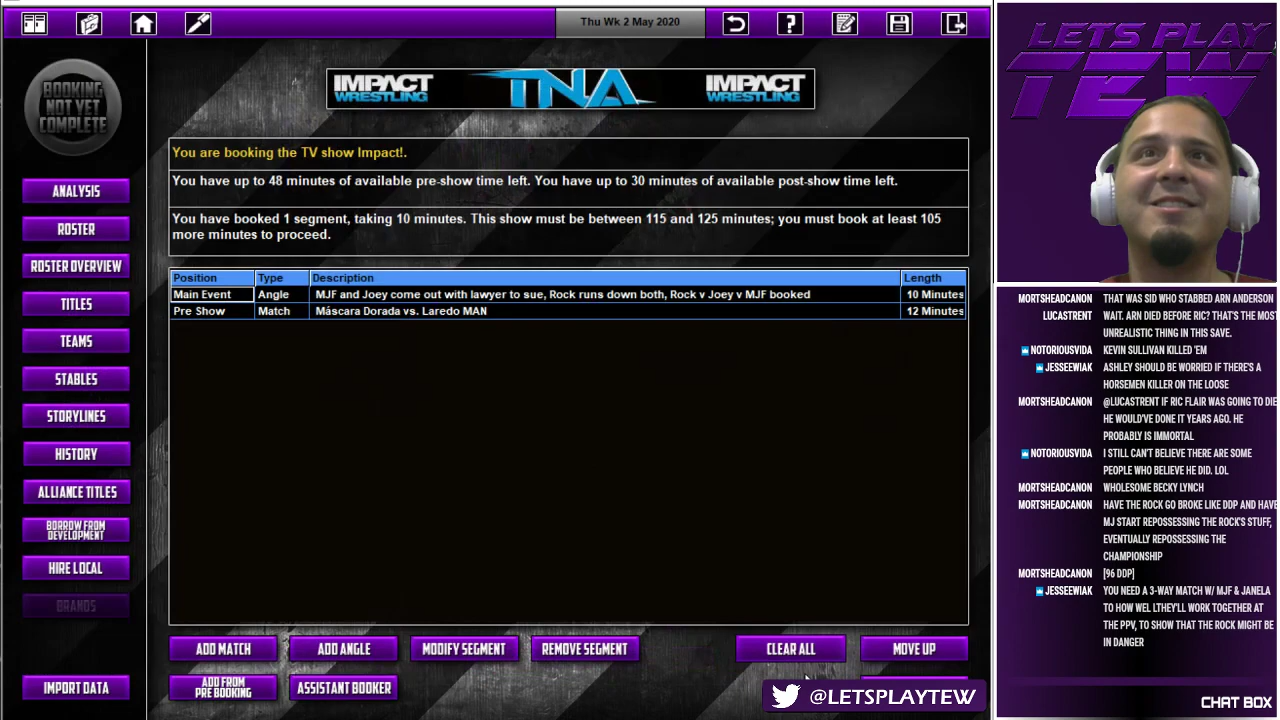 Thu Wk 2 May 2020
LETS PLAY
TEW
BOOKING
NOT YET
COMPLETE
IMPACT
WRESTLING
TNA
IMPACT
WRESTLING
You are booking the TV show Impact!.
You have up to 48 minutes of available pre-show time left. You have up to 30 minutes of available post-show time left.
You have booked 1 segment, taking 10 minutes. This show must be between 115 and 125 minutes; you must book at least 105
more minutes to proceed.
Position Type Description Length
Main Event Angle MJF and Joey come out with lawyer to sue, Rock runs down both, Rock v Joey v MJF booked 10 Minutes
Pre Show Match Máscara Dorada vs. Laredo MAN 12 Minutes
ANALYSIS
ROSTER
ROSTER OVERVIEW
TITLES
TEAMS
STABLES
STORYLINES
HISTORY
ALLIANCE TITLES
BORROW FROM
DEVELOPMENT
HIRE LOCAL
BRANDS
IMPORT DATA
ADD MATCH
ADD ANGLE
MODIFY SEGMENT
REMOVE SEGMENT
CLEAR ALL
MOVE UP
ADD FROM
PRE BOOKING
ASSISTANT BOOKER
@LETSPLAYTEW
MORTSHEADCANON THAT WAS SID WHO STABBED ARN ANDERSON
LUCASTRENT WAIT. ARN DIED BEFORE RIC? THAT'S THE MOST
UNREALISTIC THING IN THIS SAVE.
NOTORIOUSVIDA KEVIN SULLIVAN KILLED 'EM
JESSEEWIAK ASHLEY SHOULD BE WORRIED IF THERE'S A
HORSEMEN KILLER ON THE LOOSE
MORTSHEADCANON @LUCASTRENT IF RIC FLAIR WAS GOING TO DIE
HE WOULD'VE DONE IT YEARS AGO. HE
PROBABLY IS IMMORTAL
NOTORIOUSVIDA I STILL CAN'T BELIEVE THERE ARE SOME
PEOPLE WHO BELIEVE HE DID. LOL
MORTSHEADCANON WHOLESOME BECKY LYNCH
MORTSHEADCANON HAVE THE ROCK GO BROKE LIKE DDP AND HAVE
MJ START REPOSSESSING THE ROCK'S STUFF,
EVENTUALLY REPOSSESSING THE
CHAMPIONSHIP
MORTSHEADCANON [96 DDP]
JESSEEWIAK YOU NEED A 3-WAY MATCH W/ MJF & JANELA
TO HOW WEL LTHEY'LL WORK TOGETHER AT
THE PPV, TO SHOW THAT THE ROCK MIGHT BE
IN DANGER
CHAT BOX